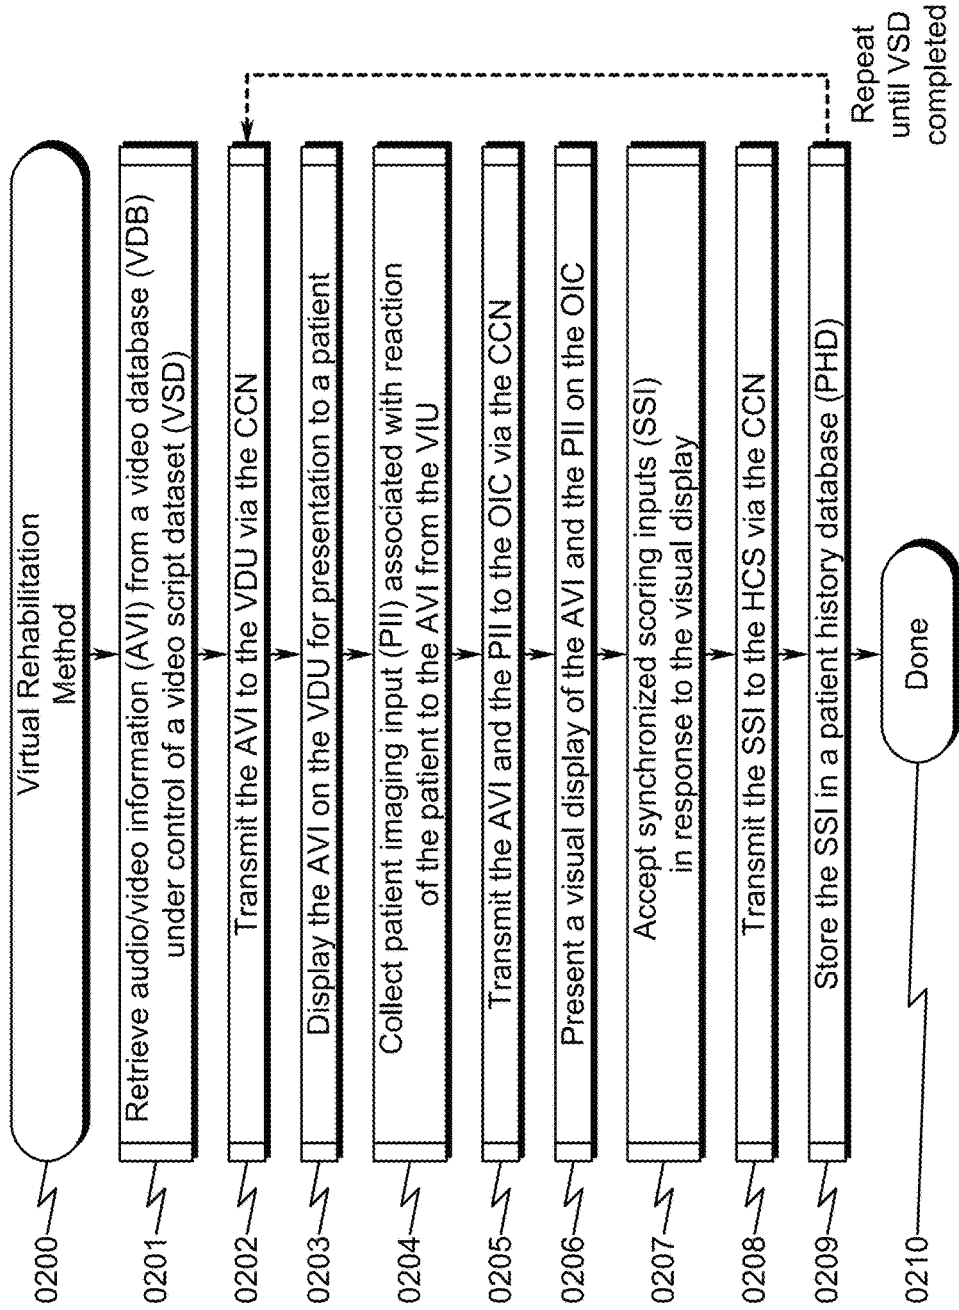 Virtual Rehabilitation
Method
0200
Retrieve audio/video information (AVI) from a video database (VDB)
under control of a video script dataset (VSD)
0201
Transmit the AVI to the VDU via the CCN
0202
Display the AVI on the VDU for presentation to a patient
0203
Collect patient imaging input (PII) associated with reaction
of the patient to the AVI from the VIU
0204
Transmit the AVI and the PII to the OIC via the CCN
0205
Present a visual display of the AVI and the PII on the OIC
0206
Accept synchronized scoring inputs (SSI)
in response to the visual display
0207
Transmit the SSI to the HCS via the CCN
0208
Store the SSI in a patient history database (PHD)
0209
Repeat
until VSD
completed
Done
0210